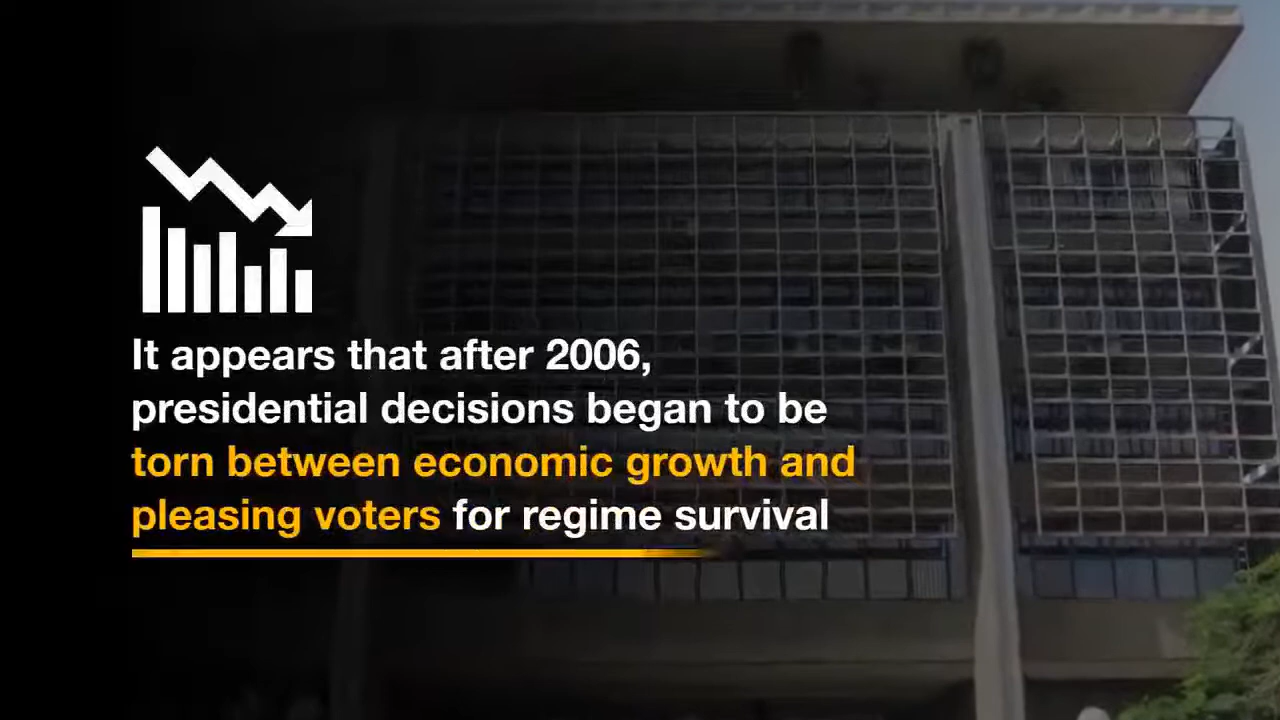 It appears that after 2006,
presidential decisions began to be
torn between economic growth and
pleasing voters for regime survival